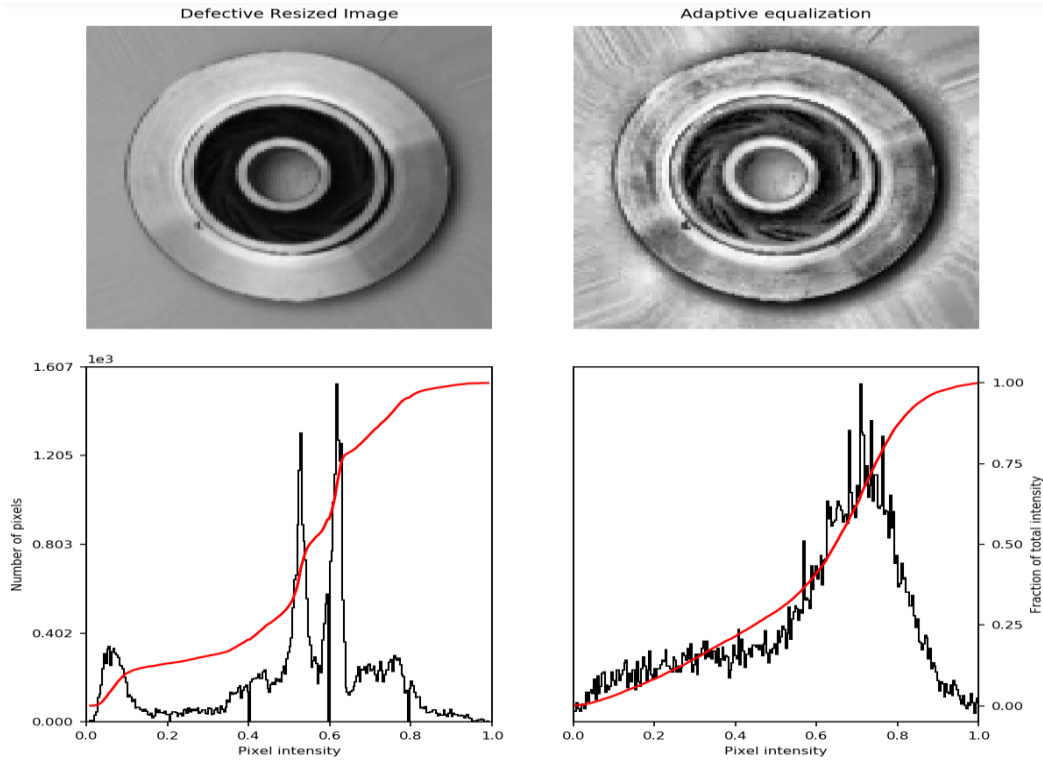 Defective Resized Image
Adaptive equalization
1e3
1.607
1.205
0.803
0.402
0.000
Number of pixels
0.0 0.2 0.4 0.6 0.8 1.0
Pixel intensity
1.00
0.75
0.50
0.25
0.00
Fraction of total intensity
0.0 0.2 0.4 0.6 0.8 1.0
Pixel intensity